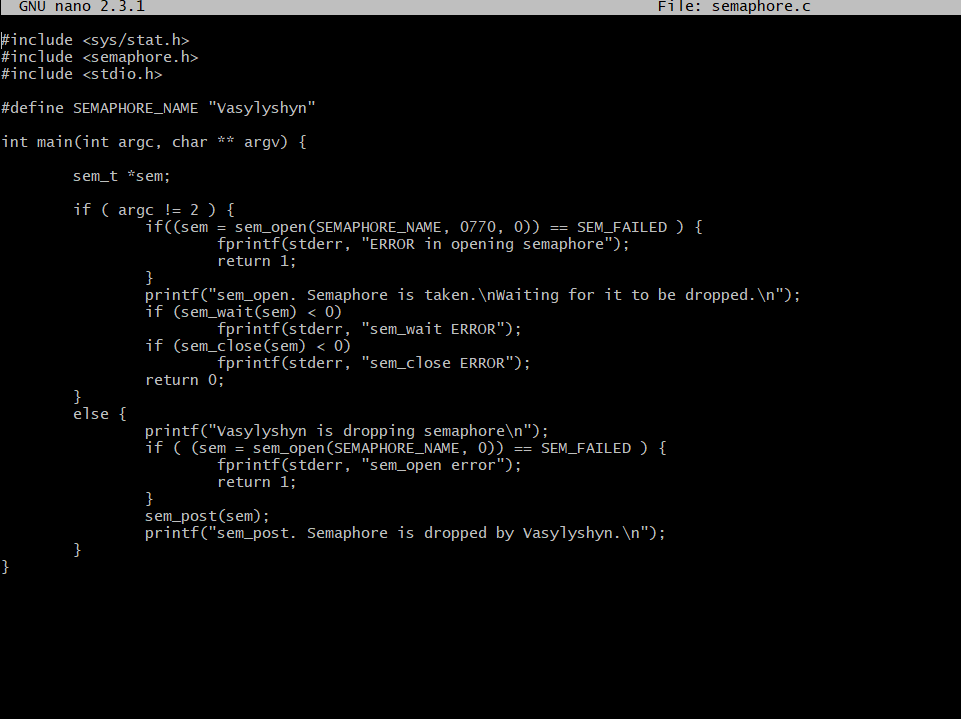 GNU nano 2.3.1 File: semaphore.c
#include <sys/stat.h>
#include <semaphore.h>
#include <stdio.h>
#define SEMAPHORE_NAME "Vasylyshyn"
int main(int argc, char ** argv) {
sem_t *sem;
if ( argc != 2 ) {
if((sem = sem_open(SEMAPHORE_NAME, 0770, 0)) == SEM_FAILED ) {
fprintf(stderr, "ERROR in opening semaphore");
return 1;
}
printf("sem_open. Semaphore is taken.\nWaiting for it to be dropped.\n");
if (sem_wait(sem) < 0)
fprintf(stderr, "sem_wait ERROR");
if (sem_close(sem) < 0)
fprintf(stderr, "sem_close ERROR");
return 0;
}
else {
printf("Vasylyshyn is dropping semaphore\n");
if ( (sem = sem_open(SEMAPHORE_NAME, 0)) == SEM_FAILED ) {
fprintf(stderr, "sem_open error");
return 1;
}
sem_post(sem);
printf("sem_post. Semaphore is dropped by Vasylyshyn.\n");
}
}